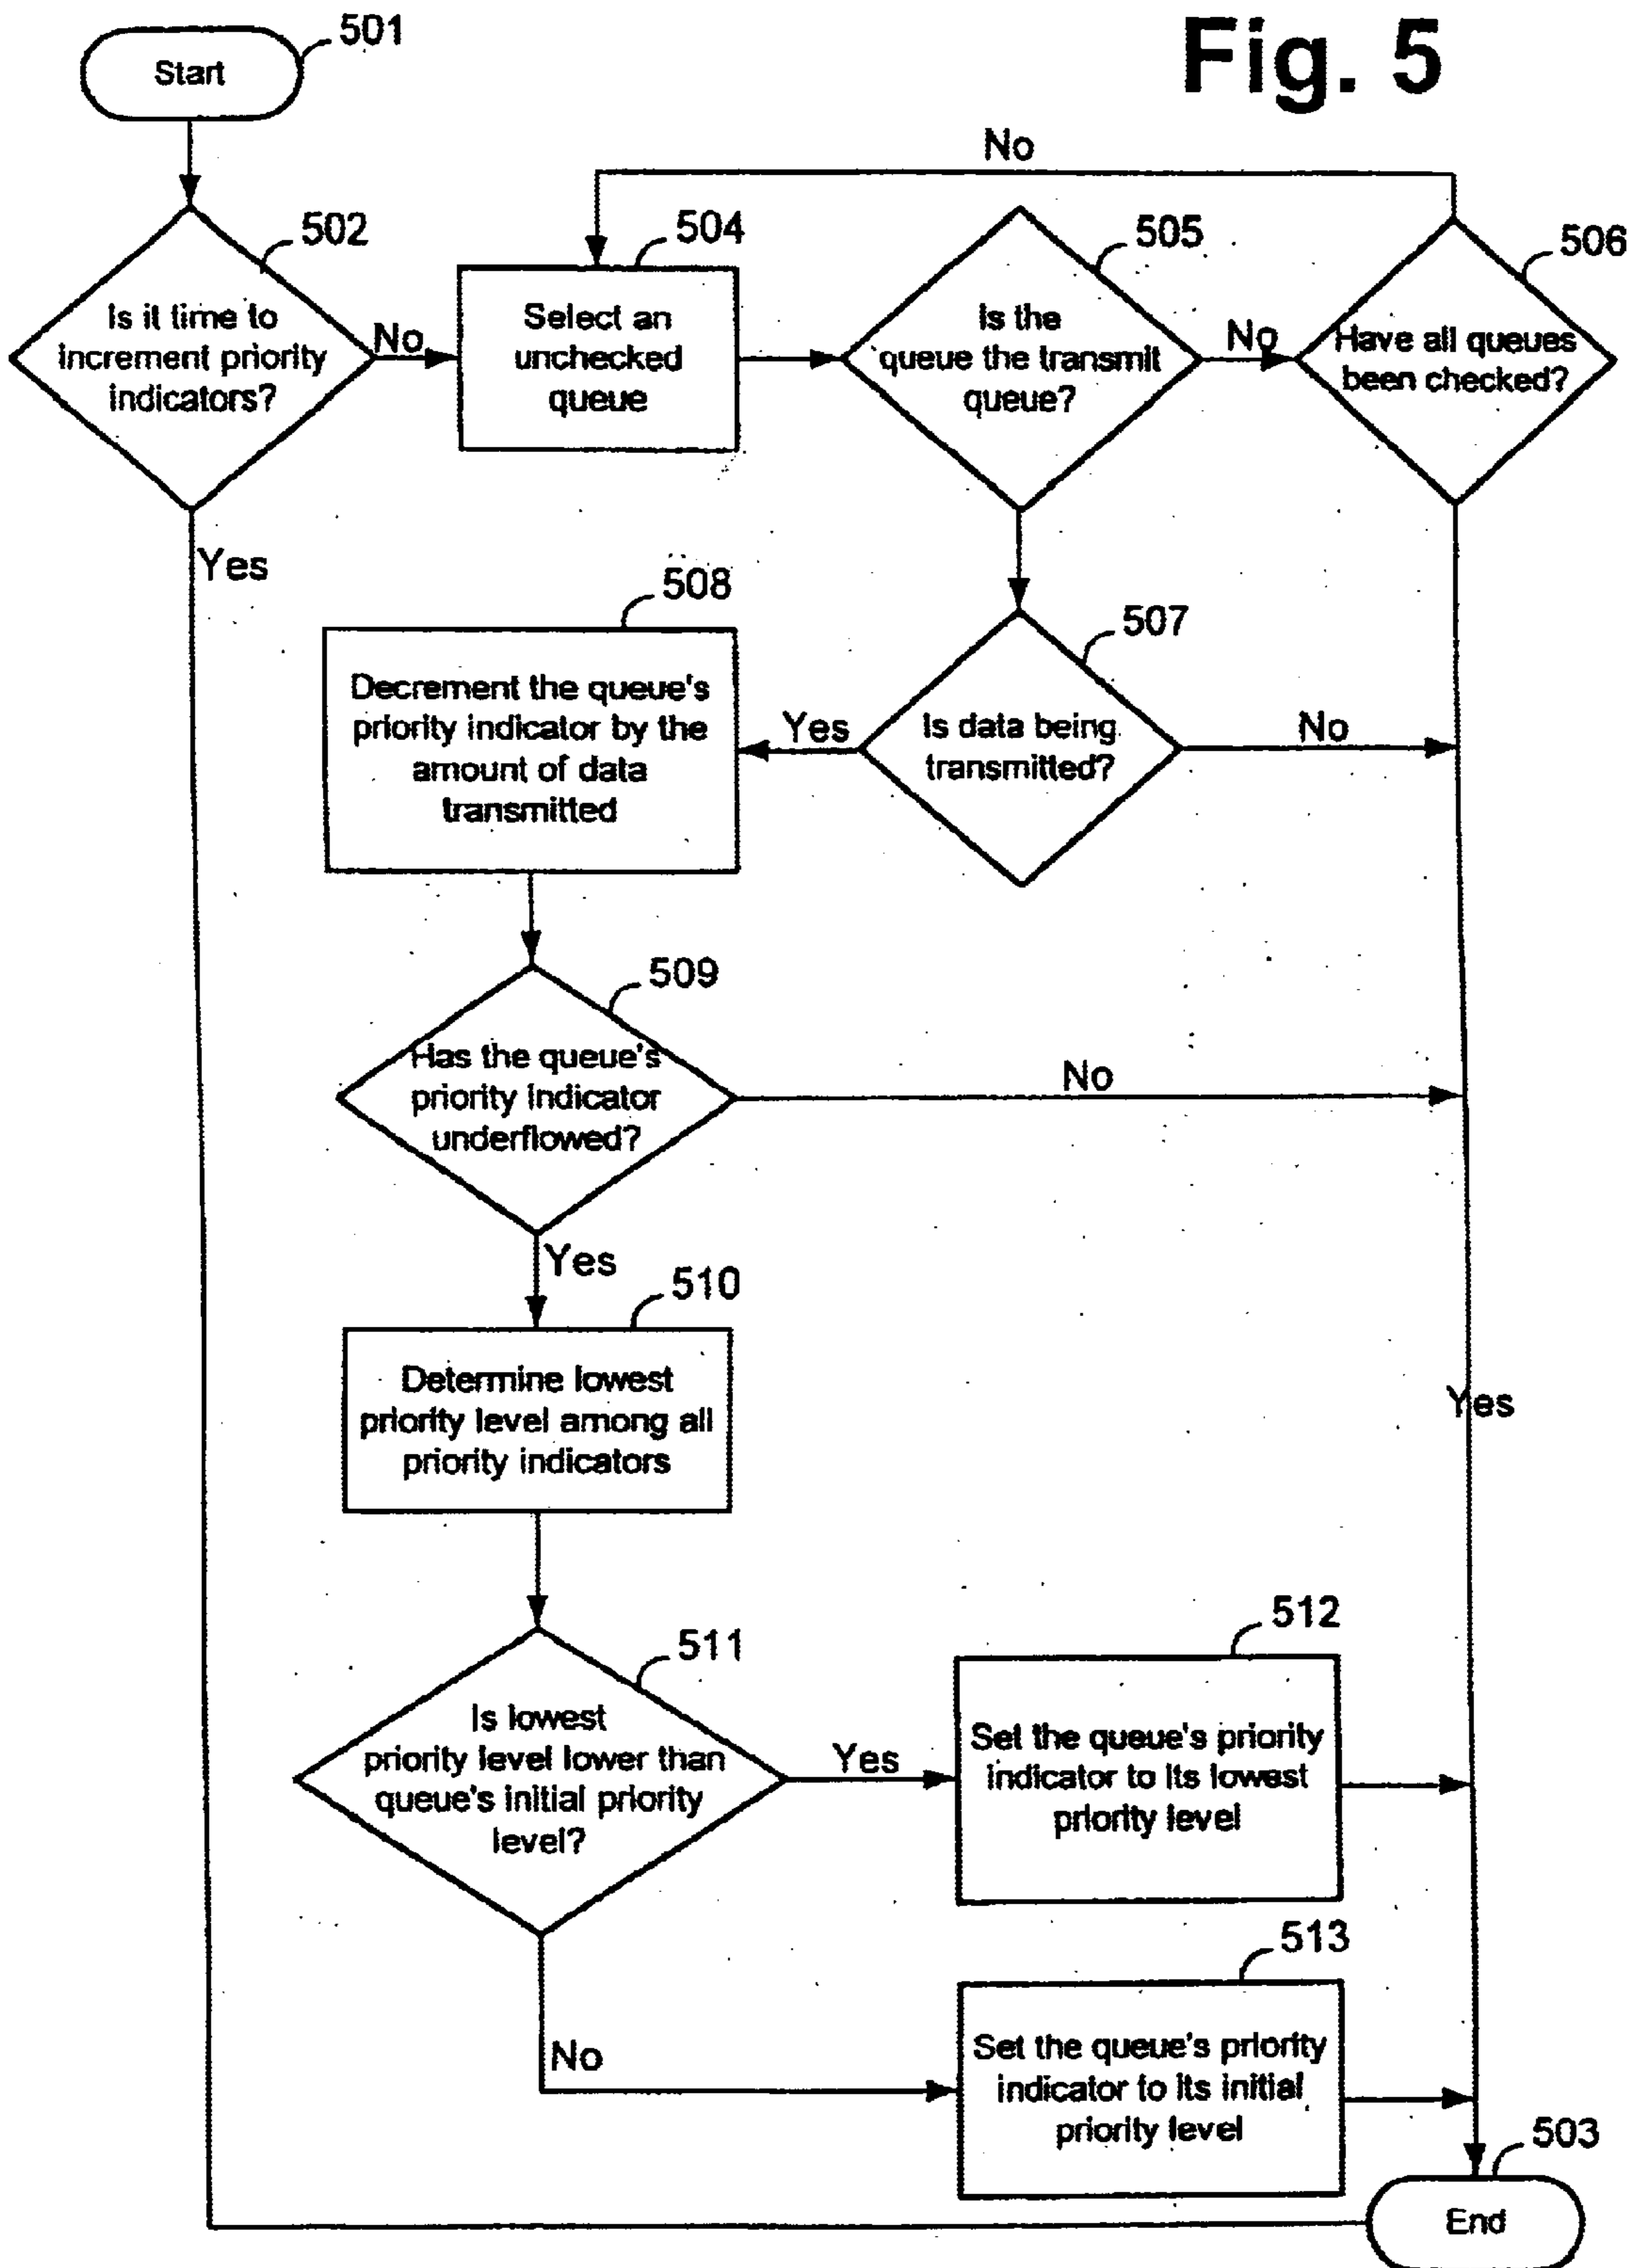 Fig. 5
501
Start
No
502
504
505
506
Is it time to
increment priority
indicators?
No
Select an
unchecked
queue
Is the
queue the transmit
queue?
No
Have all queues
been checked?
Yes
508
507
Decrement the queue's
priority indicator by the
amount of data
transmitted
Yes
Is data being
transmitted?
No
509
Has the queue's
priority indicator
underflowed?
No
Yes
510
Determine lowest
priority level among all
priority indicators
Yes
511
512
Is lowest
priority level lower than
queue's initial priority
level?
Yes
Set the queue's priority
indicator to its lowest
priority level
513
No
Set the queue's priority
indicator to its initial
priority level
503
End